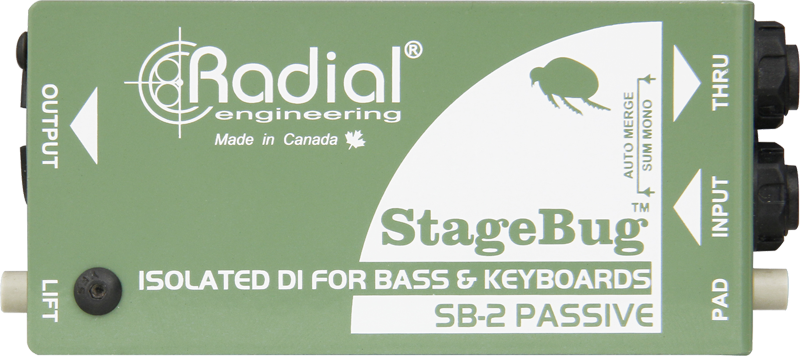 Radial®
engineering
Made in Canada
OUTPUT
LIFT
AUTO MERGE
SUM MONO
THRU
INPUT
PAD
StageBug™
ISOLATED DI FOR BASS & KEYBOARDS
SB-2 PASSIVE